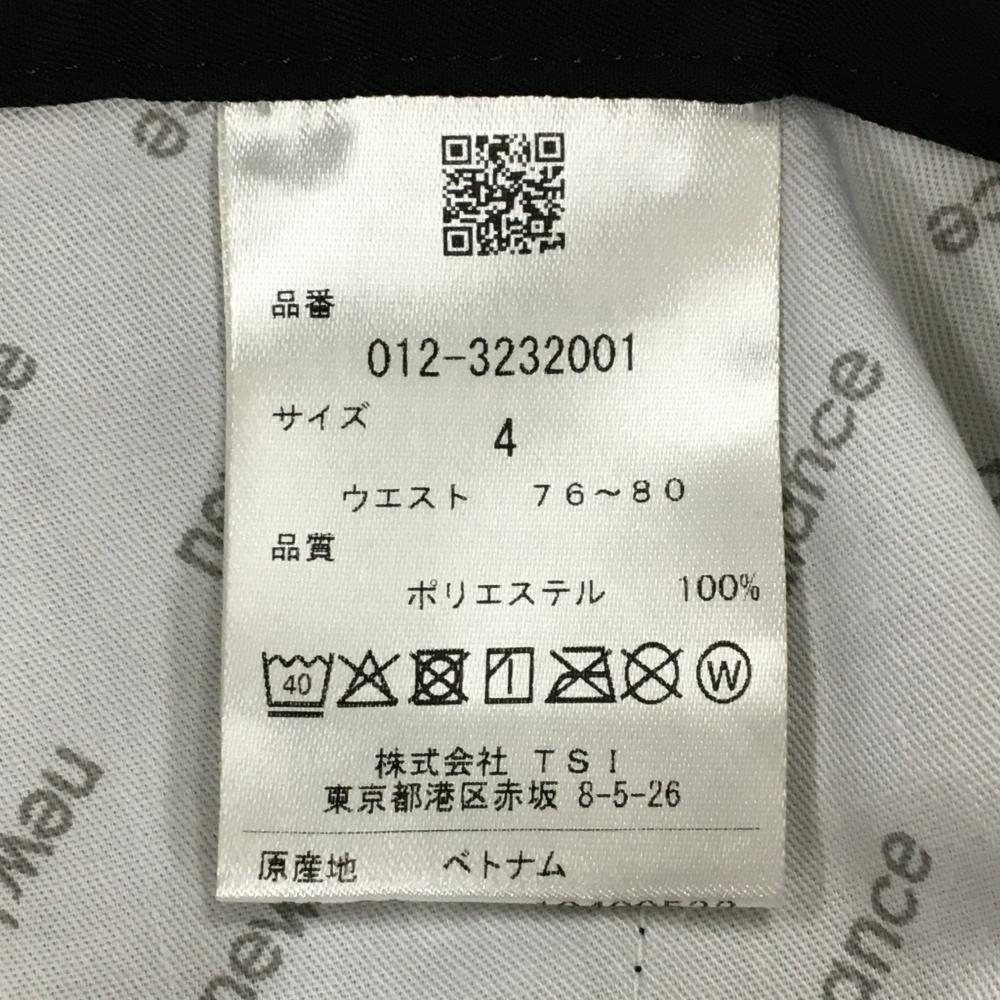 品番
012-3232001
サイズ
4
ウエスト 76~80
品質
ポリエステル 100%
40
W
株式会社 TSI
東京都港区赤坂 8-5-26
原産地 ベトナム